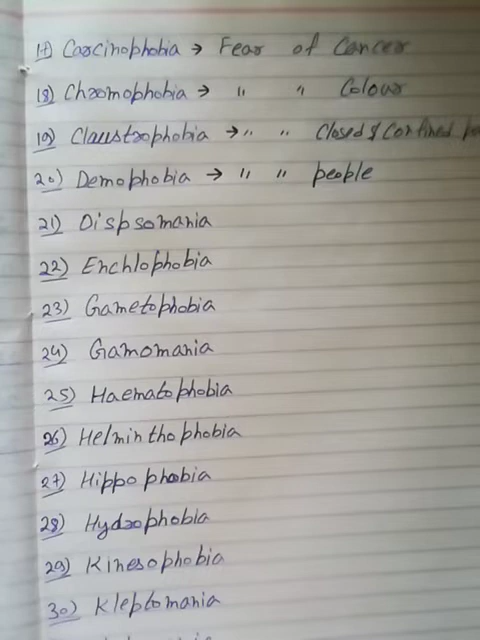 17) Carcinophobia → Fear of Cancer
18) Chromophobia → " " Colour
19) Claustrophobia → " " Closed & Confined
20) Demophobia → " " people
21) Dispsomania
22) Enchlophobia
23) Gametophobia
24) Gamomania
25) Haematophobia
26) Helminthophobia
27) Hippophobia
28) Hydrophobia
29) Kinesophobia
30) Kleptomania